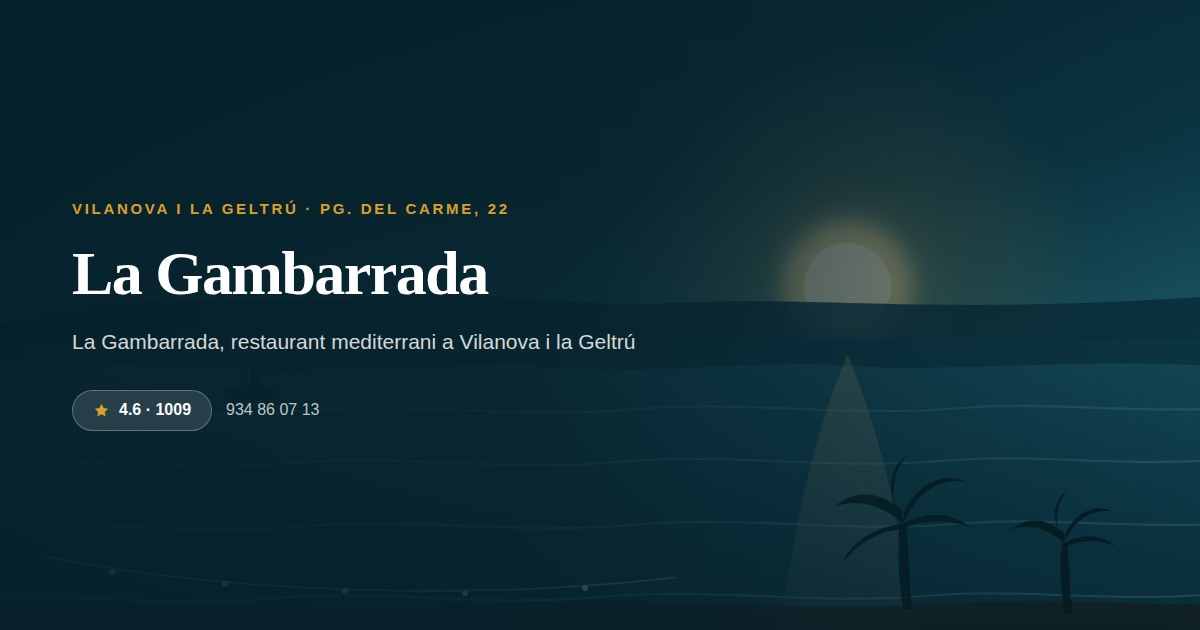 VILANOVA I LA GELTRÚ · PG. DEL CARME, 22
La Gambarrada
La Gambarrada, restaurant mediterrani a Vilanova i la Geltrú
4.6 · 1009
934 86 07 13